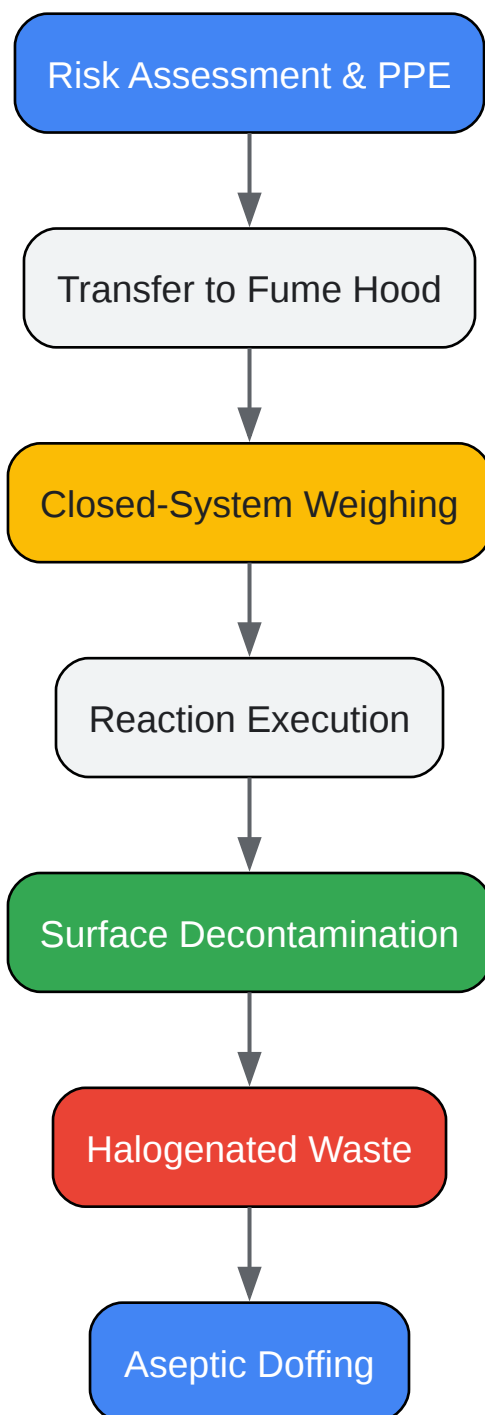 Risk Assessment & PPE
Transfer to Fume Hood
Closed-System Weighing
Reaction Execution
Surface Decontamination
Halogenated Waste
Aseptic Doffing